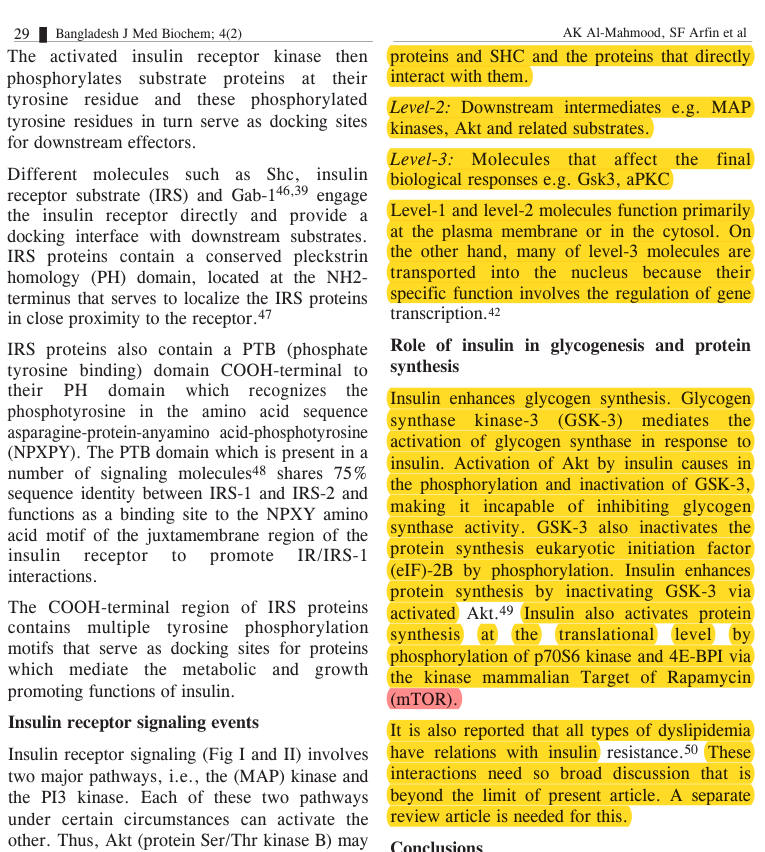 29 Bangladesh J Med Biochem; 4(2)
AK Al-Mahmood, SF Arfin et al
The activated insulin receptor kinase then
phosphorylates substrate proteins at their
tyrosine residue and these phosphorylated
tyrosine residues in turn serve as docking sites
for downstream effectors.
Different molecules such as Shc, insulin
receptor substrate (IRS) and Gab-146,39 engage
the insulin receptor directly and provide a
docking interface with downstream substrates.
IRS proteins contain a conserved pleckstrin
homology (PH) domain, located at the NH2-
terminus that serves to localize the IRS proteins
in close proximity to the receptor.47
IRS proteins also contain a PTB (phosphate
tyrosine binding) domain COOH-terminal to
their PH domain which recognizes the
phosphotyrosine in the amino acid sequence
asparagine-protein-anyamino acid-phosphotyrosine
(NPXPY). The PTB domain which is present in a
number of signaling molecules48 shares 75%
sequence identity between IRS-1 and IRS-2 and
functions as a binding site to the NPXY amino
acid motif of the juxtamembrane region of the
insulin receptor to promote IR/IRS-1
interactions.
The COOH-terminal region of IRS proteins
contains multiple tyrosine phosphorylation
motifs that serve as docking sites for proteins
which mediate the metabolic and growth
promoting functions of insulin.
Insulin receptor signaling events
Insulin receptor signaling (Fig I and II) involves
two major pathways, i.e., the (MAP) kinase and
the PI3 kinase. Each of these two pathways
under certain circumstances can activate the
other. Thus, Akt (protein Ser/Thr kinase B) may
proteins and SHC and the proteins that directly
interact with them.
Level-2: Downstream intermediates e.g. MAP
kinases, Akt and related substrates.
Level-3: Molecules that affect the final
biological responses e.g. Gsk3, aPKC
Level-1 and level-2 molecules function primarily
at the plasma membrane or in the cytosol. On
the other hand, many of level-3 molecules are
transported into the nucleus because their
specific function involves the regulation of gene
transcription.42
Role of insulin in glycogenesis and protein
synthesis
Insulin enhances glycogen synthesis. Glycogen
synthase kinase-3 (GSK-3) mediates the
activation of glycogen synthase in response to
insulin. Activation of Akt by insulin causes in
the phosphorylation and inactivation of GSK-3,
making it incapable of inhibiting glycogen
synthase activity. GSK-3 also inactivates the
protein synthesis eukaryotic initiation factor
(eIF)-2B by phosphorylation. Insulin enhances
protein synthesis by inactivating GSK-3 via
activated Akt.49 Insulin also activates protein
synthesis at the translational level by
phosphorylation of p70S6 kinase and 4E-BPI via
the kinase mammalian Target of Rapamycin
(mTOR).
It is also reported that all types of dyslipidemia
have relations with insulin resistance.50 These
interactions need so broad discussion that is
beyond the limit of present article. A separate
review article is needed for this.
Conclusions